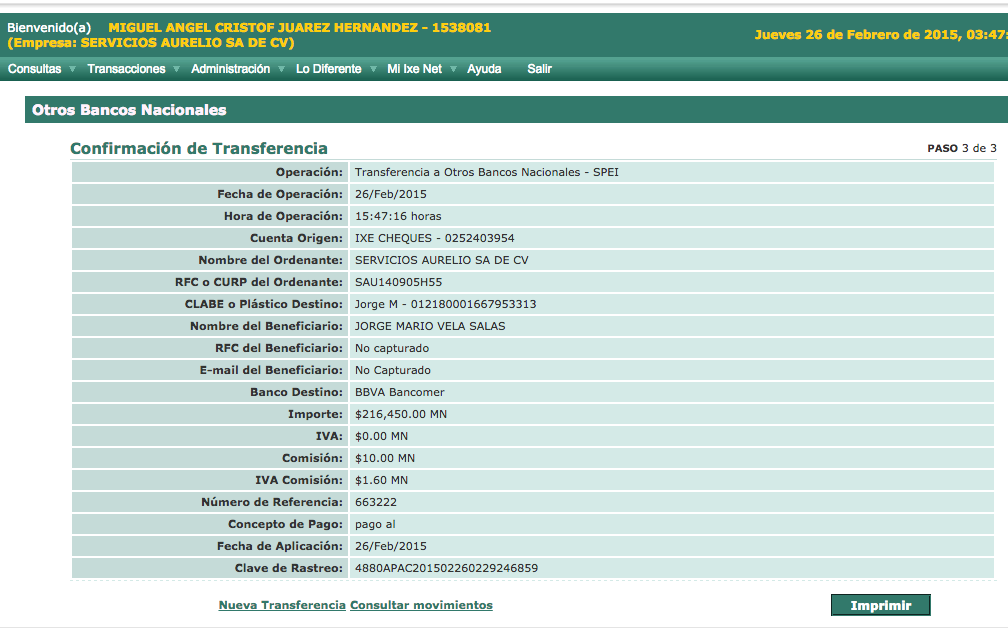 Bienvenido(a) MIGUEL ANGEL CRISTOF JUAREZ HERNANDEZ - 1538081
(Empresa: SERVICIOS AURELIO SA DE CV)
Jueves 26 de Febrero de 2015, 03:47:
Consultas Transacciones Administración Lo Diferente Mi Ixe Net Ayuda Salir
Otros Bancos Nacionales
Confirmación de Transferencia PASO 3 de 3
Operación: Transferencia a Otros Bancos Nacionales - SPEI
Fecha de Operación: 26/Feb/2015
Hora de Operación: 15:47:16 horas
Cuenta Origen: IXE CHEQUES - 0252403954
Nombre del Ordenante: SERVICIOS AURELIO SA DE CV
RFC o CURP del Ordenante: SAU140905H55
CLABE o Plástico Destino: Jorge M - 012180001667953313
Nombre del Beneficiario: JORGE MARIO VELA SALAS
RFC del Beneficiario: No capturado
E-mail del Beneficiario: No Capturado
Banco Destino: BBVA Bancomer
Importe: $216,450.00 MN
IVA: $0.00 MN
Comisión: $10.00 MN
IVA Comisión: $1.60 MN
Número de Referencia: 663222
Concepto de Pago: pago al
Fecha de Aplicación: 26/Feb/2015
Clave de Rastreo: 4880APAC201502260229246859
Nueva Transferencia Consultar movimientos Imprimir